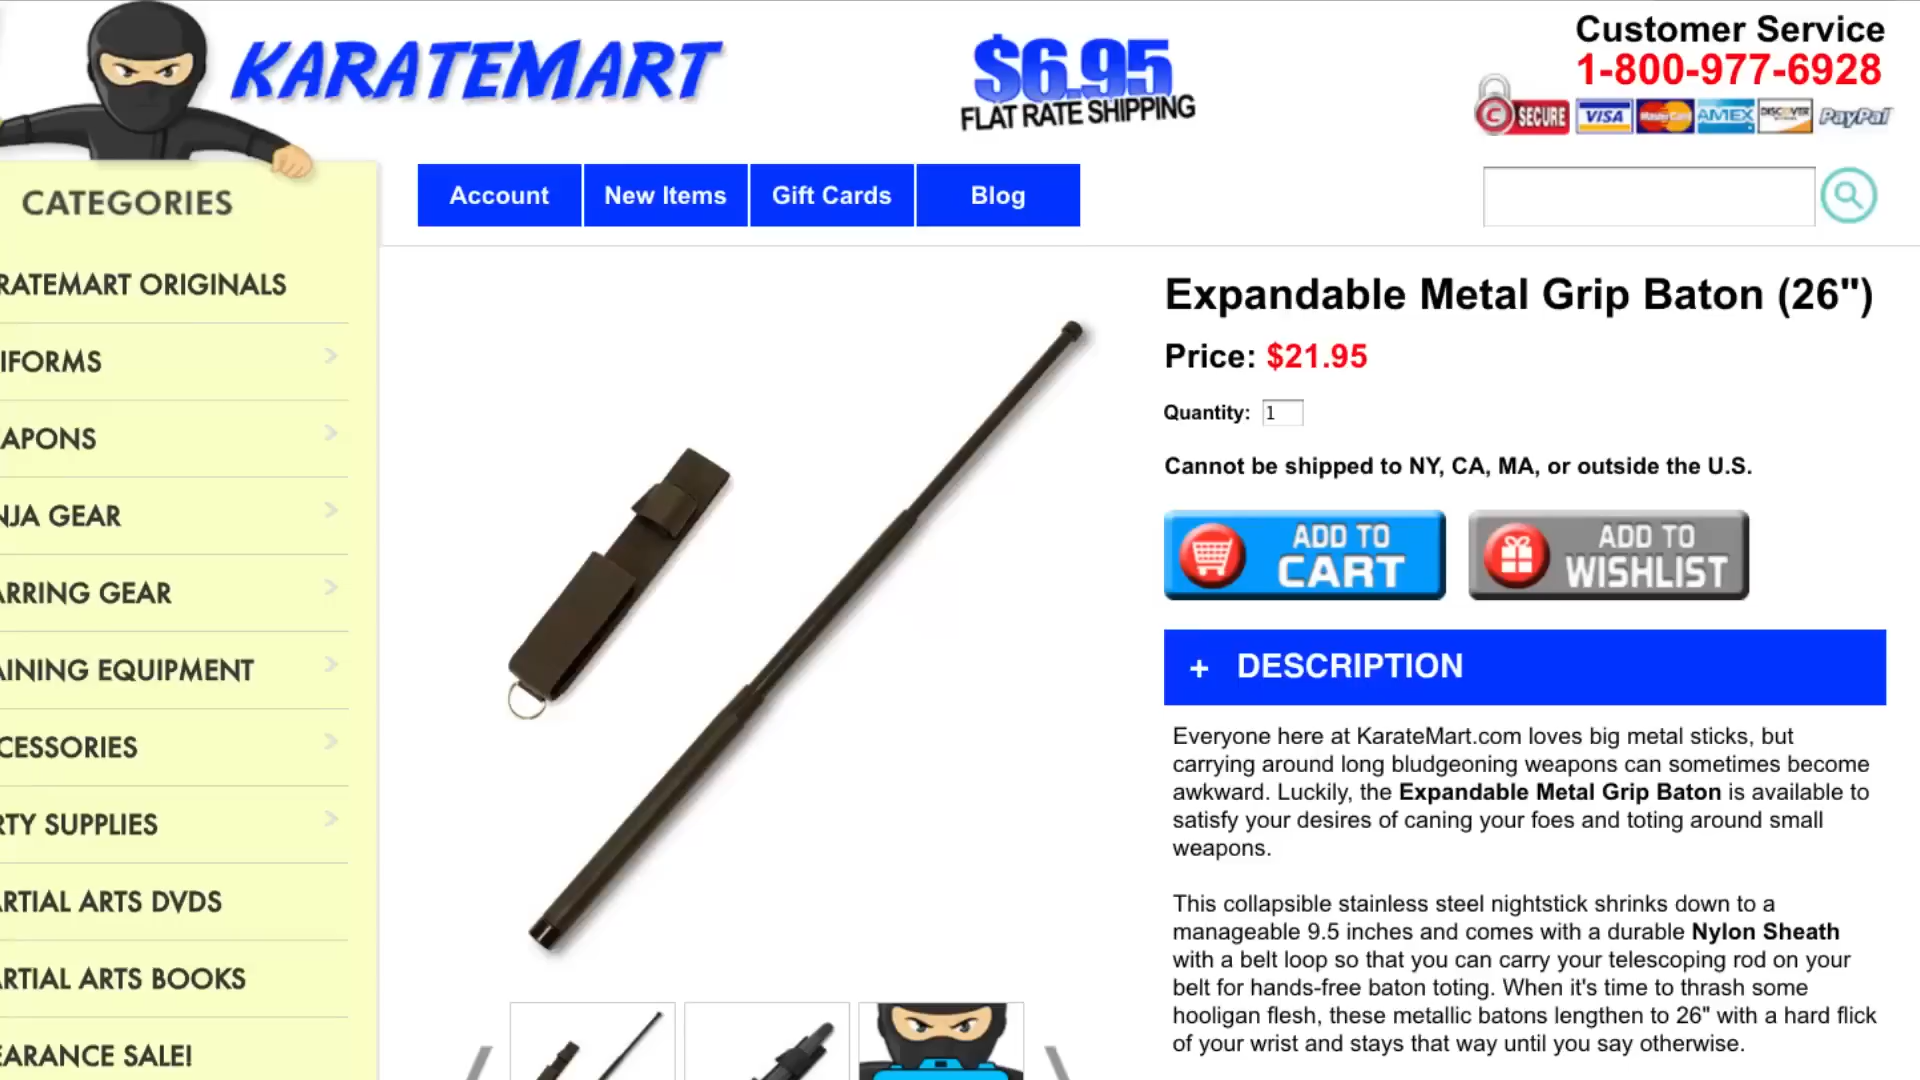 KARATEMART
$6.95
FLAT RATE SHIPPING
Customer Service
1-800-977-6928
SECURE
VISA
MasterCard
AMEX
DISCOVER
PayPal
Account
New Items
Gift Cards
Blog
CATEGORIES
RATEMART ORIGINALS
IFORMS
APONS
NJA GEAR
ARRING GEAR
AINING EQUIPMENT
CESSORIES
RTY SUPPLIES
ARTIAL ARTS DVDS
ARTIAL ARTS BOOKS
EARANCE SALE!
Expandable Metal Grip Baton (26")
Price: $21.95
Quantity: 1
Cannot be shipped to NY, CA, MA, or outside the U.S.
ADD TO
CART
ADD TO
WISHLIST
+ DESCRIPTION
Everyone here at KarateMart.com loves big metal sticks, but
carrying around long bludgeoning weapons can sometimes become
awkward. Luckily, the Expandable Metal Grip Baton is available to
satisfy your desires of caning your foes and toting around small
weapons.
This collapsible stainless steel nightstick shrinks down to a
manageable 9.5 inches and comes with a durable Nylon Sheath
with a belt loop so that you can carry your telescoping rod on your
belt for hands-free baton toting. When it's time to thrash some
hooligan flesh, these metallic batons lengthen to 26" with a hard flick
of your wrist and stays that way until you say otherwise.